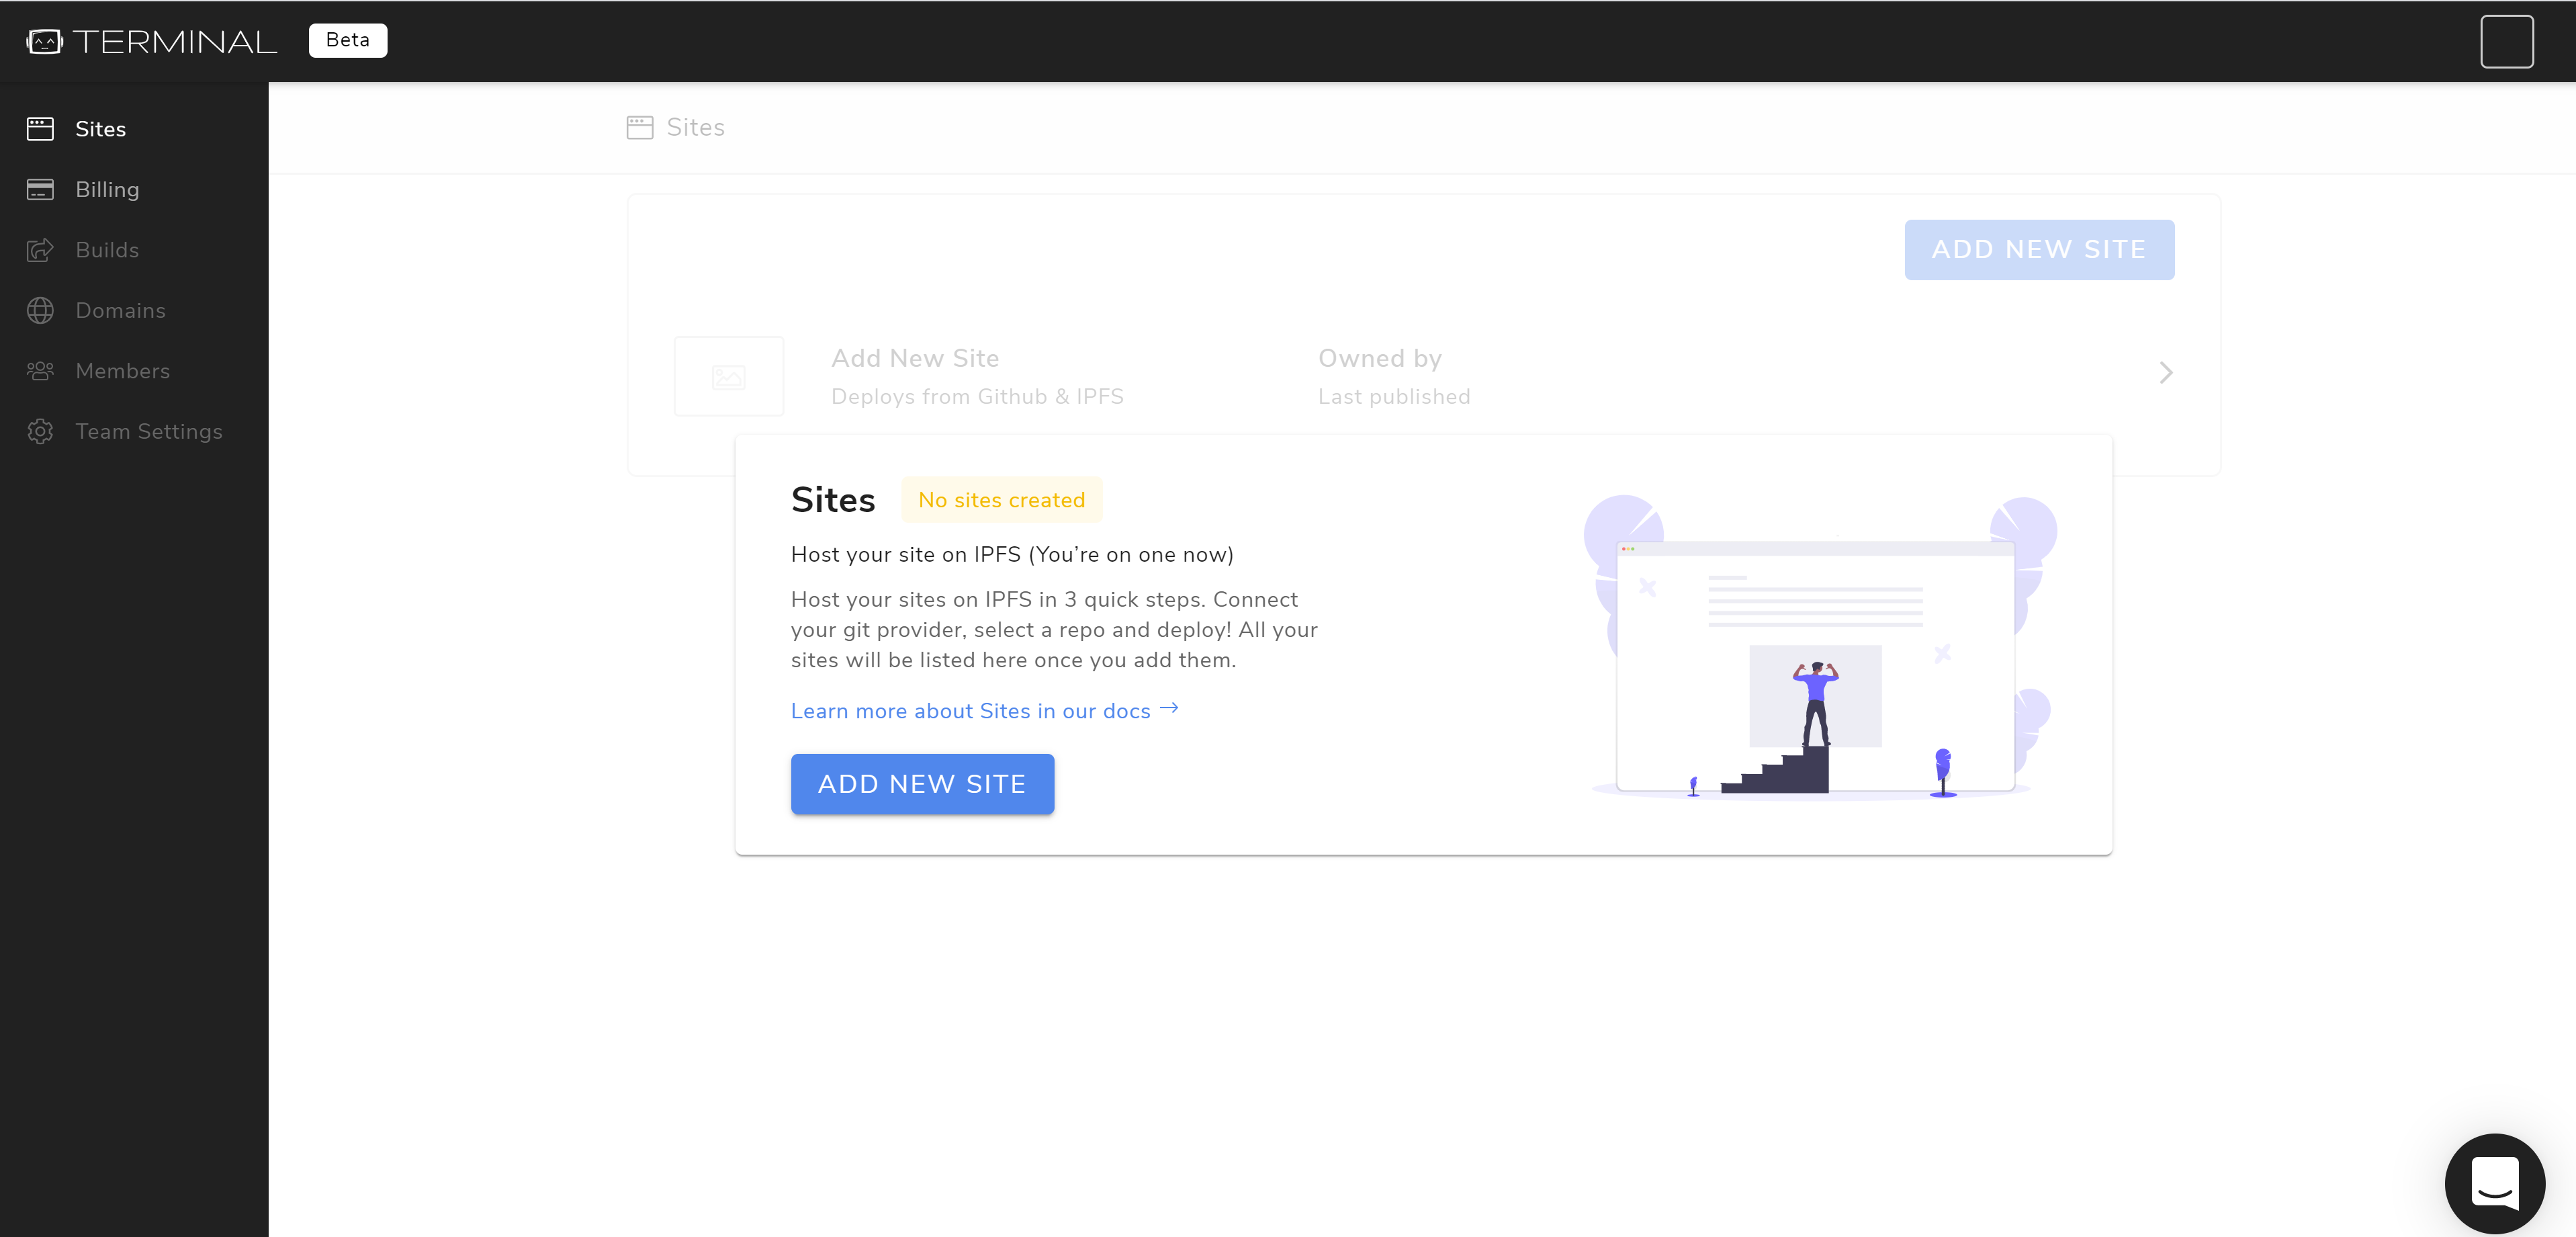 TERMINAL
Beta
Sites
Billing
Builds
Domains
Members
Team Settings
Sites
ADD NEW SITE
Add New Site
Owned by
Deploys from Github & IPFS
Last published
Sites
No sites created
Host your site on IPFS (You’re on one now)
Host your sites on IPFS in 3 quick steps. Connect
your git provider, select a repo and deploy! All your
sites will be listed here once you add them.
Learn more about Sites in our docs →
ADD NEW SITE